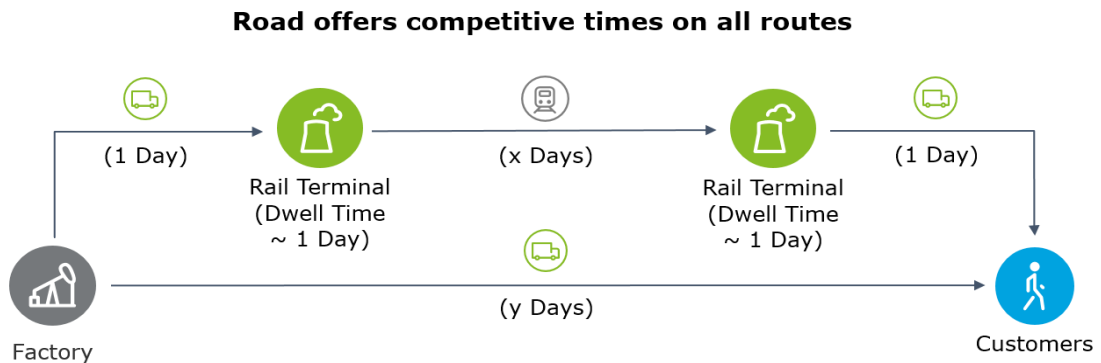 Road offers competitive times on all routes
(1 Day)
(x Days)
(1 Day)
Rail Terminal
(Dwell Time
~ 1 Day)
Rail Terminal
(Dwell Time
~ 1 Day)
(y Days)
Factory
Customers